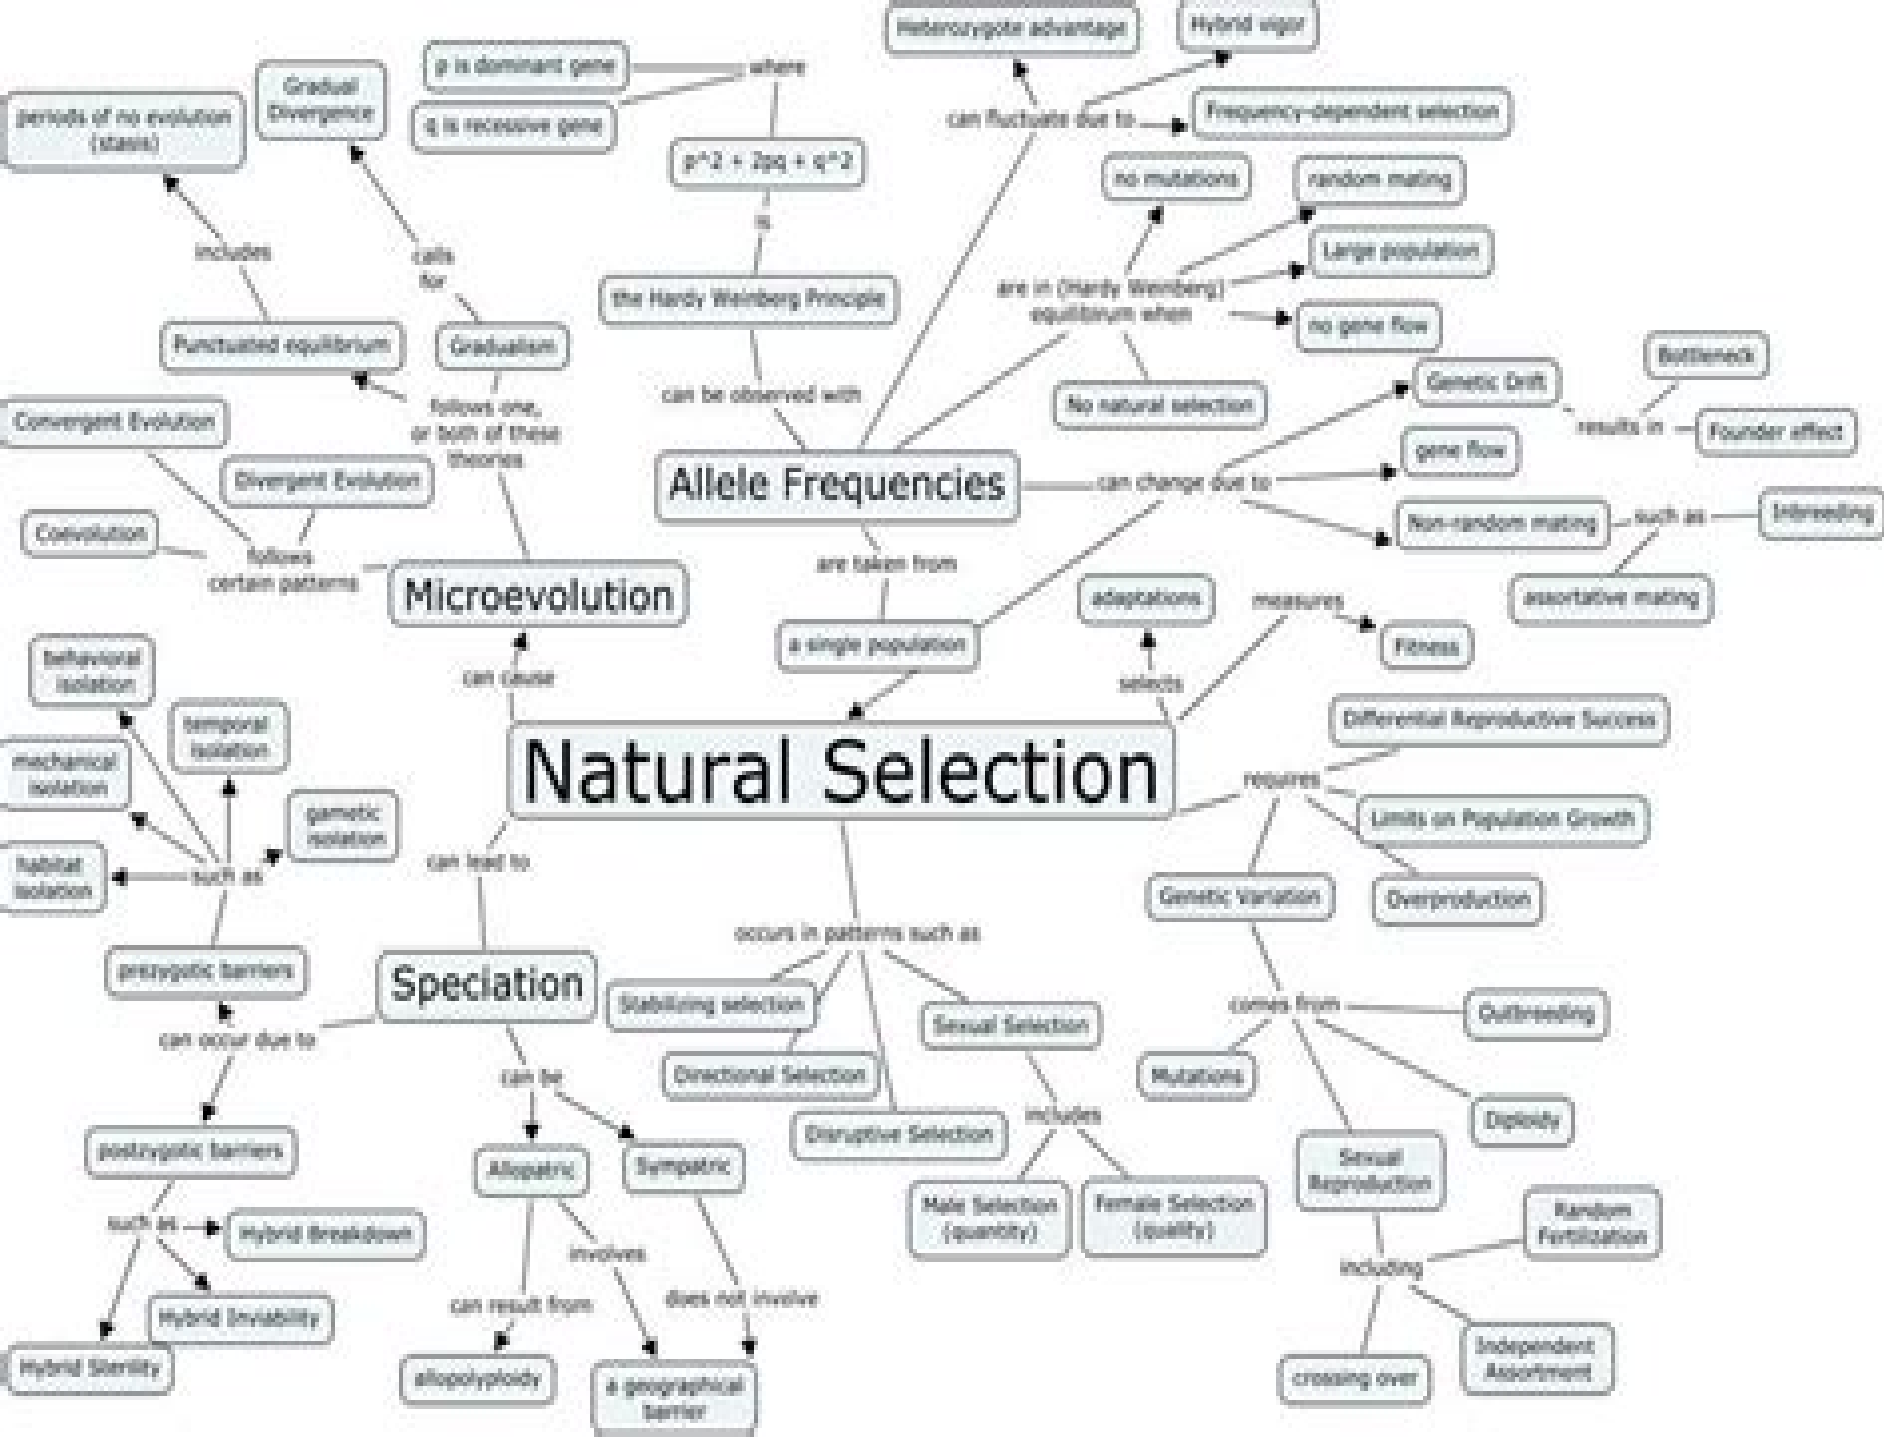 Heterozygote advantage
Hybrid vigor
p is dominant gene
where
Gradual
Divergence
periods of no evolution
(stasis)
q is recessive gene
can fluctuate due to
Frequency-dependent selection
p^2 + 2pq + q^2
no mutations
random mating
is
includes
calls
for
Large population
are in (Hardy Weinberg)
equilibirum when
the Hardy Weinberg Principle
no gene flow
Punctuated equilibrium
Gradualism
Bottleneck
Genetic Drift
can be observed with
No natural selection
follows one,
or both of these
theories
Convergent Evolution
results in
Founder effect
gene flow
Divergent Evolution
Allele Frequencies
can change due to
Non-random mating
such as
Inbreeding
Coevolution
follows
certain patterns
are taken from
Microevolution
adaptations
measures
assortative mating
a single population
Fitness
behavioral
isolation
can cause
selects
temporal
isolation
Differential Reproductive Success
mechanical
isolation
Natural Selection
requires
gametic
isolation
Limits on Population Growth
can lead to
habitat
isolation
such as
Genetic Variation
Overproduction
occurs in patterns such as
prezygotic barriers
Speciation
Stabilizing selection
Sexual Selection
comes from
Outbreeding
can occur due to
can be
Directional Selection
Mutations
includes
Disruptive Selection
Diploidy
postzygotic barriers
Allopatric
Sympatric
Sexual
Reproduction
Male Selection
(quantity)
Female Selection
(quality)
Random
Fertilization
such as
Hybrid Breakdown
involves
including
can result from
does not involve
Hybrid Inviability
Hybrid Sterility
allopolyploidy
a geographical
barrier
crossing over
Independent
Assortment